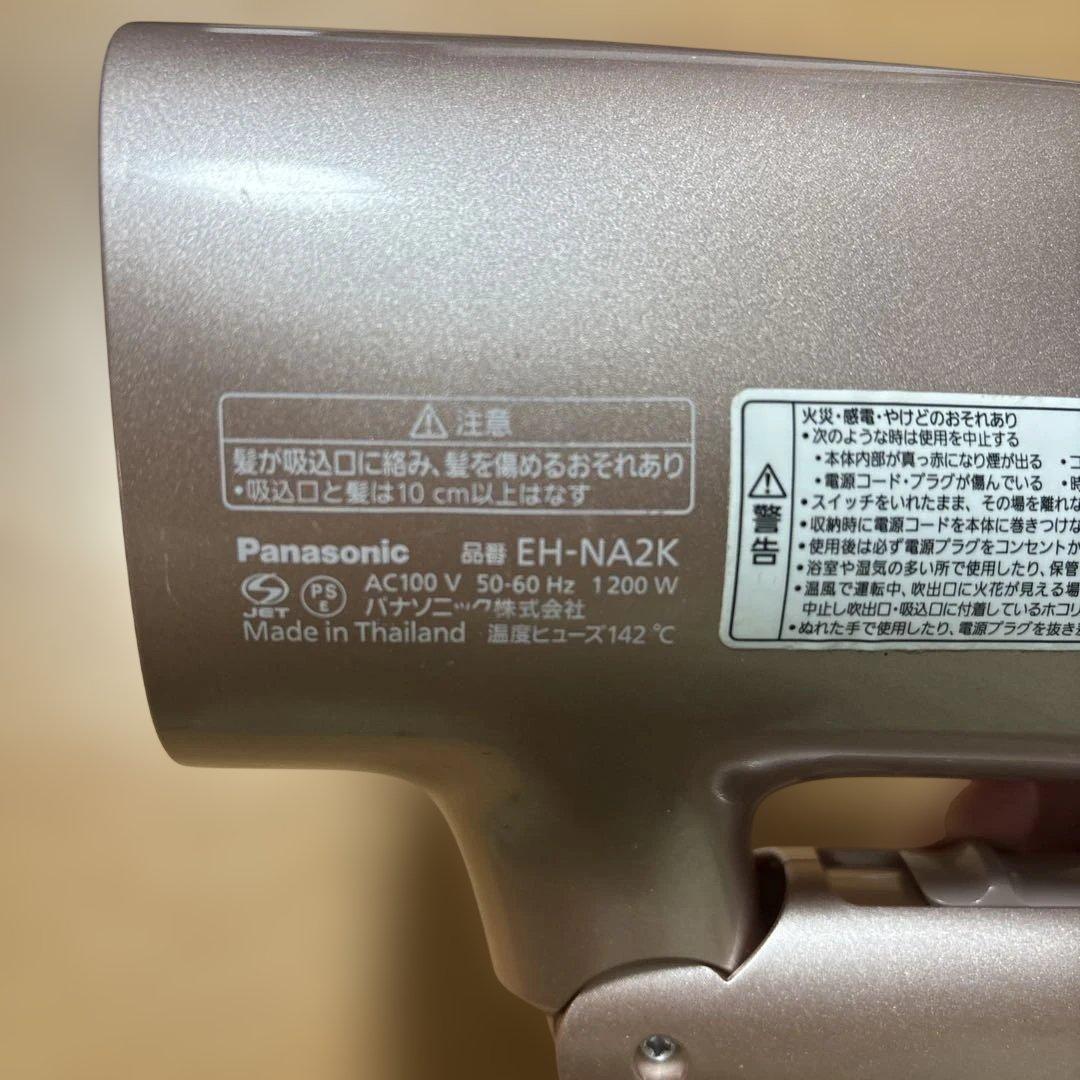 ⚠ 注意
髪が吸込口に絡み、髪を傷めるおそれあり
・吸込口と髪は10 cm以上はなす
Panasonic 品番 EH-NA2K
JET PS E AC100 V 50-60 Hz 1200 W
パナソニック株式会社
Made in Thailand 温度ヒューズ142 ℃
⚠ 警告
火災・感電・やけどのおそれあり
・次のような時は使用を中止する
・本体内部が真っ赤になり煙が出る ・コ
・電源コード・プラグが傷んでいる ・時
・スイッチをいれたまま、その場を離れな
・収納時に電源コードを本体に巻きつけな
・使用後は必ず電源プラグをコンセントか
・浴室や湿気の多い所で使用したり、保管
・温風で運転中、吹出口に火花が見える場
中止し吹出口・吸込口に付着しているホコリ
・ぬれた手で使用したり、電源プラグを抜き